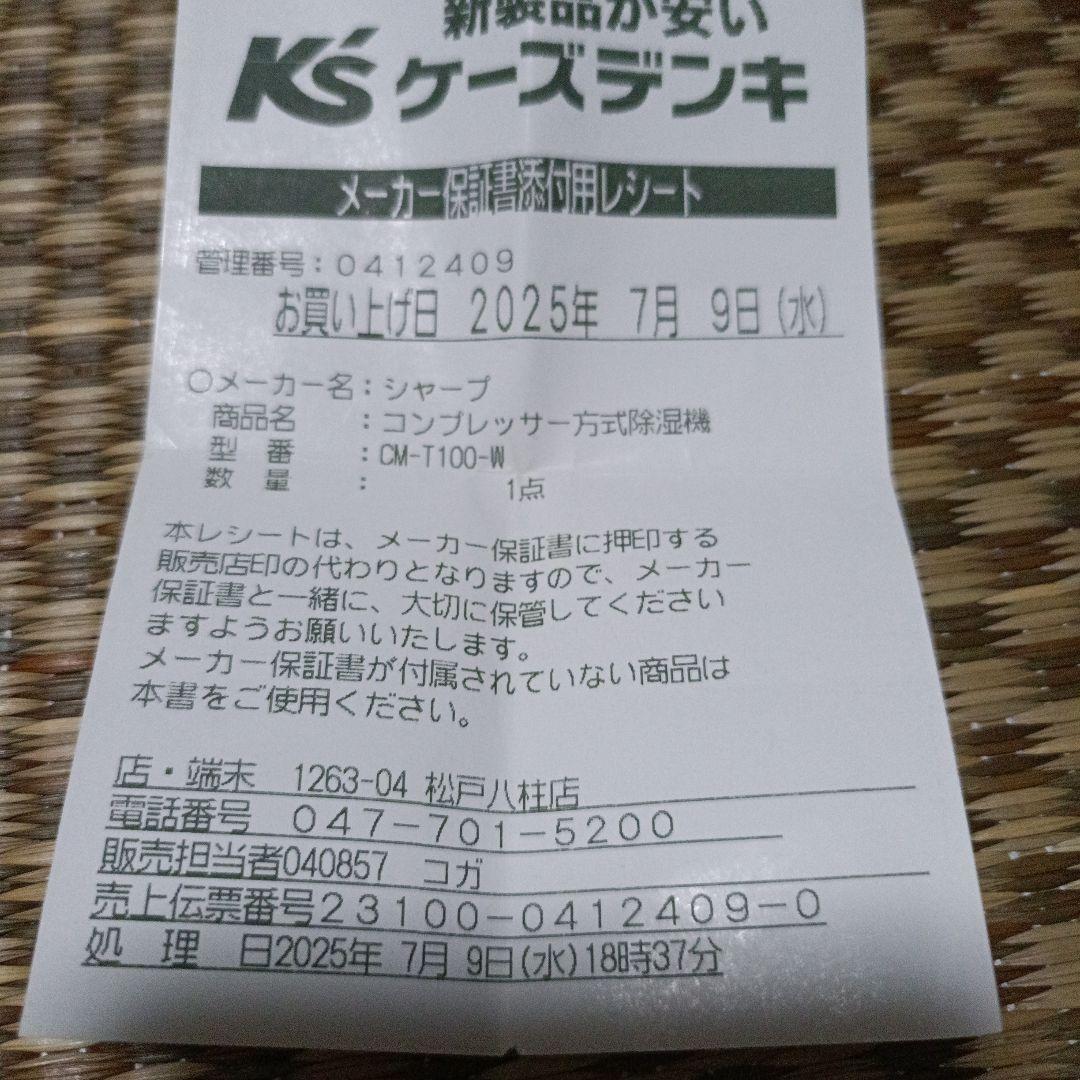 新製品が安い
K's ケーズデンキ
メーカー保証書添付用レシート
管理番号：０４１２４０９
お買い上げ日 2025年 7月 9日(水)
○メーカー名：シャープ
商品名 ：コンプレッサー方式除湿機
型 番 ：CM-T100-W
数 量 ： 1点
本レシートは、メーカー保証書に押印する
販売店印の代わりとなりますので、メーカー
保証書と一緒に、大切に保管してください
ますようお願いいたします。
メーカー保証書が付属されていない商品は
本書をご使用ください。
店・端末 1263-04 松戸八柱店
電話番号 ０４７－７０１－５２００
販売担当者040857 コガ
売上伝票番号２３１００－０４１２４０９－０
処 理 日2025年 7月 9日(水)18時37分